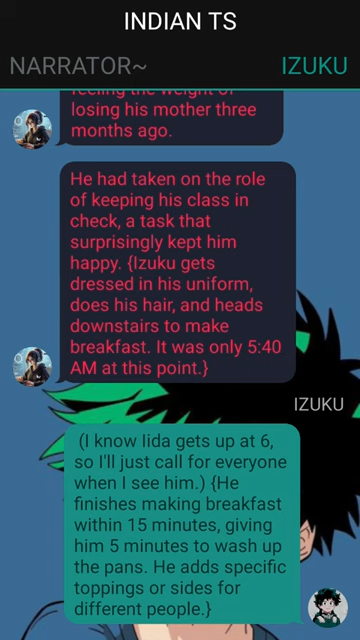 INDIAN TS
NARRATOR~ IZUKU
feeling the weight of
losing his mother three
months ago.
He had taken on the role
of keeping his class in
check, a task that
surprisingly kept him
happy. {Izuku gets
dressed in his uniform,
does his hair, and heads
downstairs to make
breakfast. It was only 5:40
AM at this point.}
IZUKU
(I know Iida gets up at 6,
so I'll just call for everyone
when I see him.) {He
finishes making breakfast
within 15 minutes, giving
him 5 minutes to wash up
the pans. He adds specific
toppings or sides for
different people.}